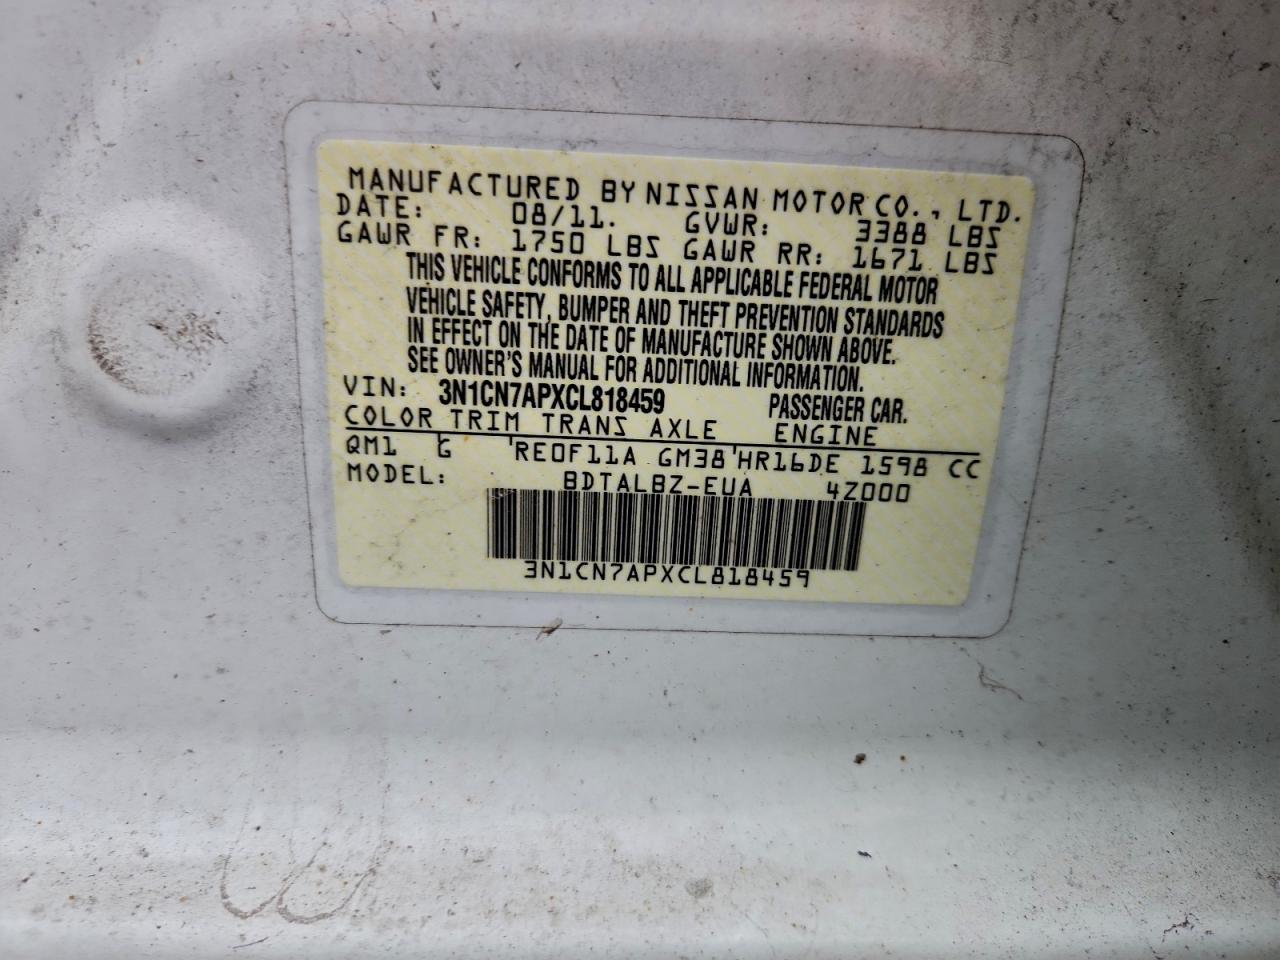 MANUFACTURED BY NISSAN MOTOR CO., LTD.
DATE: 08/11. GVWR: 3388 LBS
GAWR FR: 1750 LBS GAWR RR: 1671 LBS
THIS VEHICLE CONFORMS TO ALL APPLICABLE FEDERAL MOTOR
VEHICLE SAFETY, BUMPER AND THEFT PREVENTION STANDARDS
IN EFFECT ON THE DATE OF MANUFACTURE SHOWN ABOVE.
SEE OWNER'S MANUAL FOR ADDITIONAL INFORMATION.
VIN: 3N1CN7APXCL818459 PASSENGER CAR.
COLOR TRIM TRANS AXLE ENGINE
QM1 G RE0F11A GM38 HR16DE 1598 CC
MODEL: BDTALBZ-EUA 4Z000
3N1CN7APXCL818459